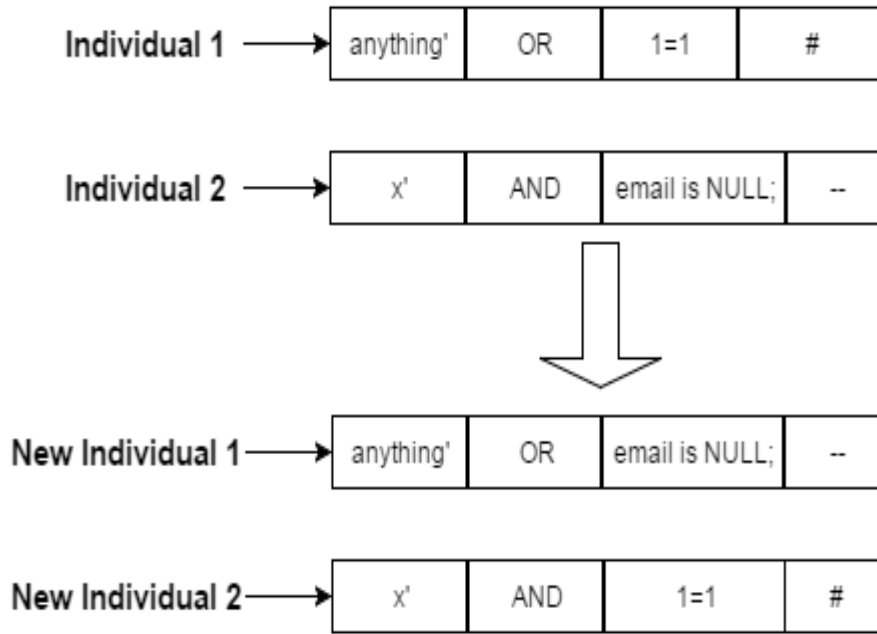 Individual 1 anything' OR 1=1 #
Individual 2 x' AND email is NULL; --
New Individual 1 anything' OR email is NULL; --
New Individual 2 x' AND 1=1 #